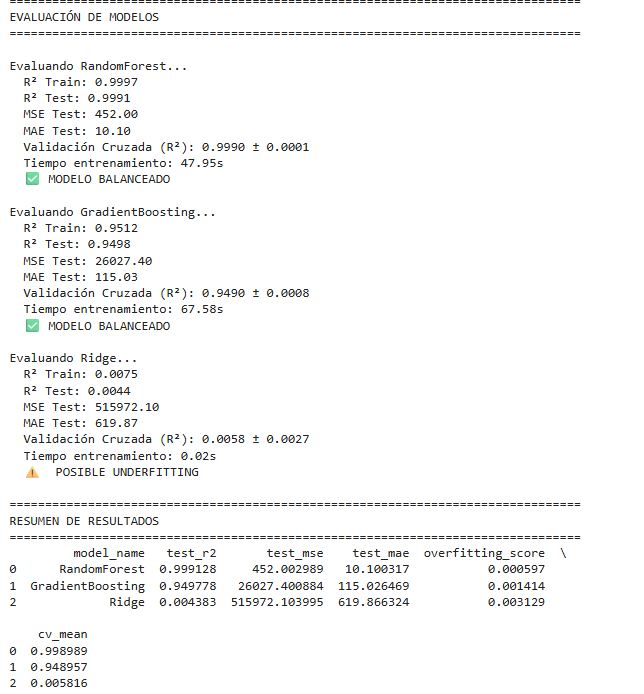 ================================================================================
EVALUACIÓN DE MODELOS
================================================================================
Evaluando RandomForest...
R² Train: 0.9997
R² Test: 0.9991
MSE Test: 452.00
MAE Test: 10.10
Validación Cruzada (R²): 0.9990 ± 0.0001
Tiempo entrenamiento: 47.95s
✅ MODELO BALANCEADO
Evaluando GradientBoosting...
R² Train: 0.9512
R² Test: 0.9498
MSE Test: 26027.40
MAE Test: 115.03
Validación Cruzada (R²): 0.9490 ± 0.0008
Tiempo entrenamiento: 67.58s
✅ MODELO BALANCEADO
Evaluando Ridge...
R² Train: 0.0075
R² Test: 0.0044
MSE Test: 515972.10
MAE Test: 619.87
Validación Cruzada (R²): 0.0058 ± 0.0027
Tiempo entrenamiento: 0.02s
⚠️ POSIBLE UNDERFITTING
================================================================================
RESUMEN DE RESULTADOS
================================================================================
model_name test_r2 test_mse test_mae overfitting_score \
0 RandomForest 0.999128 452.002989 10.100317 0.000597
1 GradientBoosting 0.949778 26027.400884 115.026469 0.001414
2 Ridge 0.004383 515972.103995 619.866324 0.003129
cv_mean
0 0.998989
1 0.948957
2 0.005816